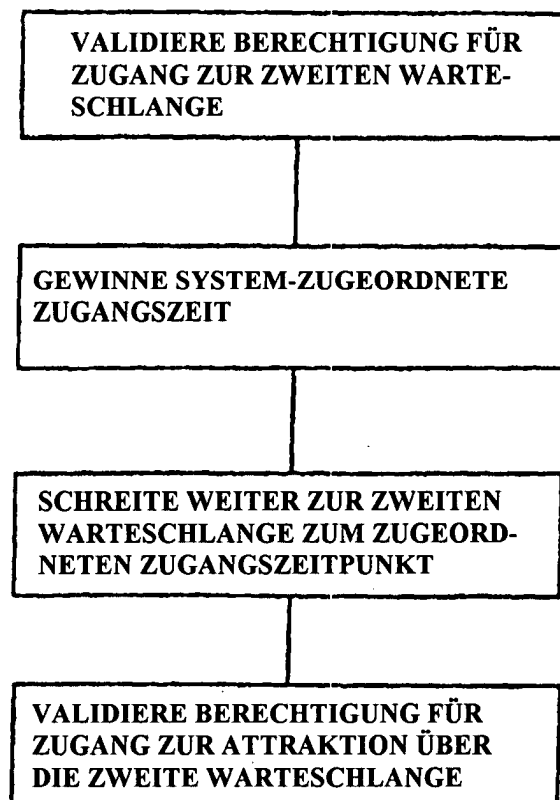 VALIDIERE BERECHTIGUNG FÜR
ZUGANG ZUR ZWEITEN WARTE-
SCHLANGE
GEWINNE SYSTEM-ZUGEORDNETE
ZUGANGSZEIT
SCHREITE WEITER ZUR ZWEITEN
WARTESCHLANGE ZUM ZUGEORD-
NETEN ZUGANGSZEITPUNKT
VALIDIERE BERECHTIGUNG FÜR
ZUGANG ZUR ATTRAKTION ÜBER
DIE ZWEITE WARTESCHLANGE